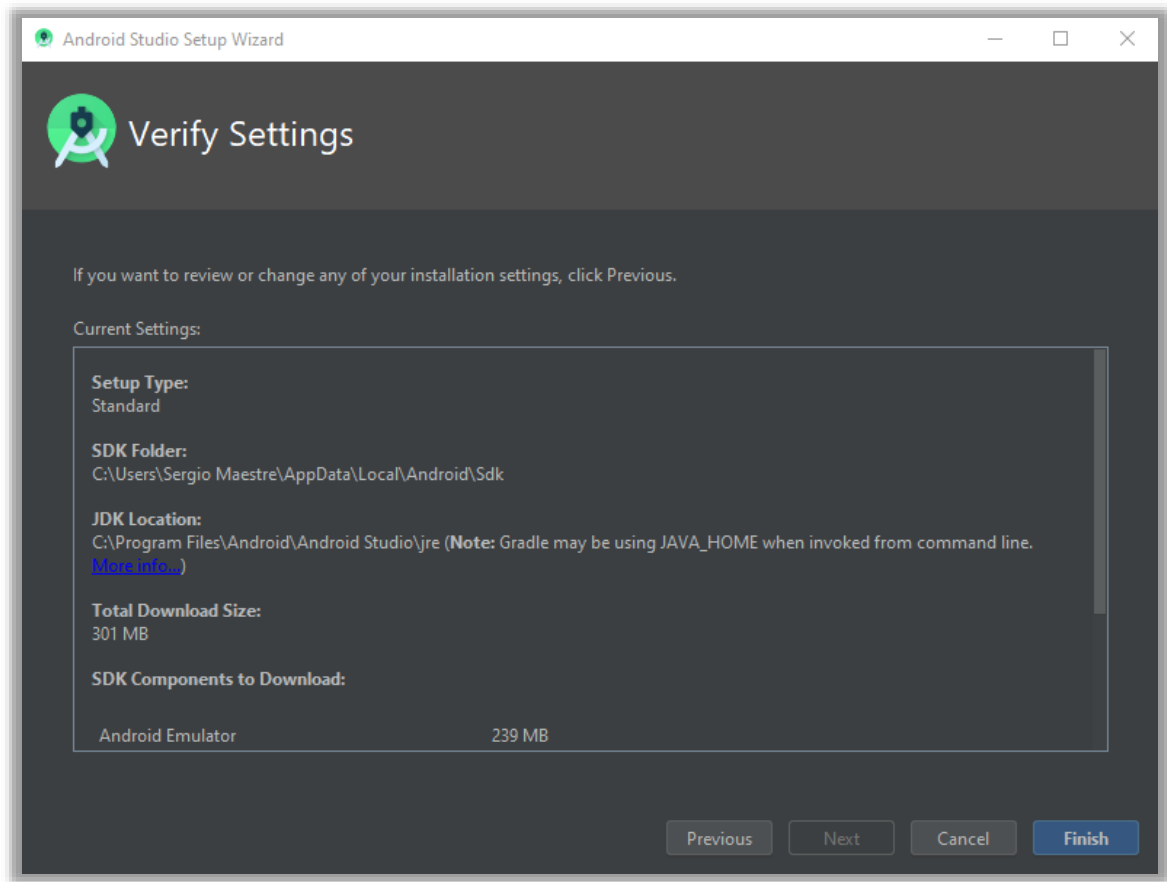 Android Studio Setup Wizard
Verify Settings
If you want to review or change any of your installation settings, click Previous.
Current Settings:
Setup Type:
Standard
SDK Folder:
C:\Users\Sergio Maestre\AppData\Local\Android\Sdk
JDK Location:
C:\Program Files\Android\Android Studio\jre (Note: Gradle may be using JAVA_HOME when invoked from command line.
More info...)
Total Download Size:
301 MB
SDK Components to Download:
Android Emulator 239 MB
Previous Next Cancel Finish